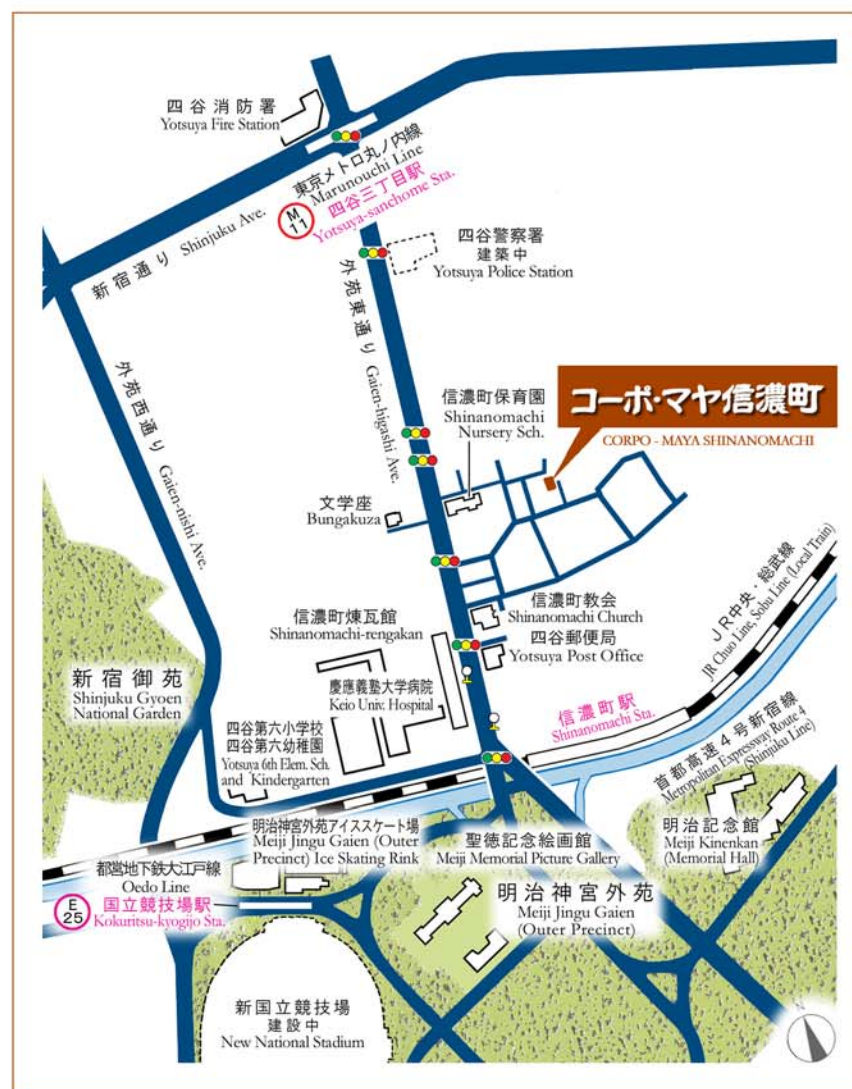 四谷消防署
Yotsuya Fire Station
東京メトロ丸ノ内線
Marunouchi Line
M
11
四谷三丁目駅
Yotsuya-sanchome Sta.
新宿通り Shinjuku Ave.
四谷警察署
建築中
Yotsuya Police Station
外苑東通り Gaien-higashi Ave.
外苑西通り Gaien-nishi Ave.
信濃町保育園
Shinanomachi
Nursery Sch.
コーポ・マヤ信濃町
CORPO - MAYA SHINANOMACHI
文学座
Bungakuza
信濃町教会
Shinanomachi Church
四谷郵便局
Yotsuya Post Office
信濃町煉瓦館
Shinanomachi-rengakan
慶應義塾大学病院
Keio Univ. Hospital
JR中央・総武線
JR Chuo Line, Sobu Line (Local Train)
新宿御苑
Shinjuku Gyoen
National Garden
四谷第六小学校
四谷第六幼稚園
Yotsuya 6th Elem. Sch.
and Kindergarten
信濃町駅
Shinanomachi Sta.
首都高速4号新宿線
Metropolitan Expressway Route 4
(Shinjuku Line)
明治神宮外苑アイススケート場
Meiji Jingu Gaien (Outer
Precinct) Ice Skating Rink
聖徳記念絵画館
Meiji Memorial Picture Gallery
明治記念館
Meiji Kinenkan
(Memorial Hall)
都営地下鉄大江戸線
Oedo Line
E
25
国立競技場駅
Kokuritsu-kyogijo Sta.
明治神宮外苑
Meiji Jingu Gaien
(Outer Precinct)
新国立競技場
建設中
New National Stadium
N